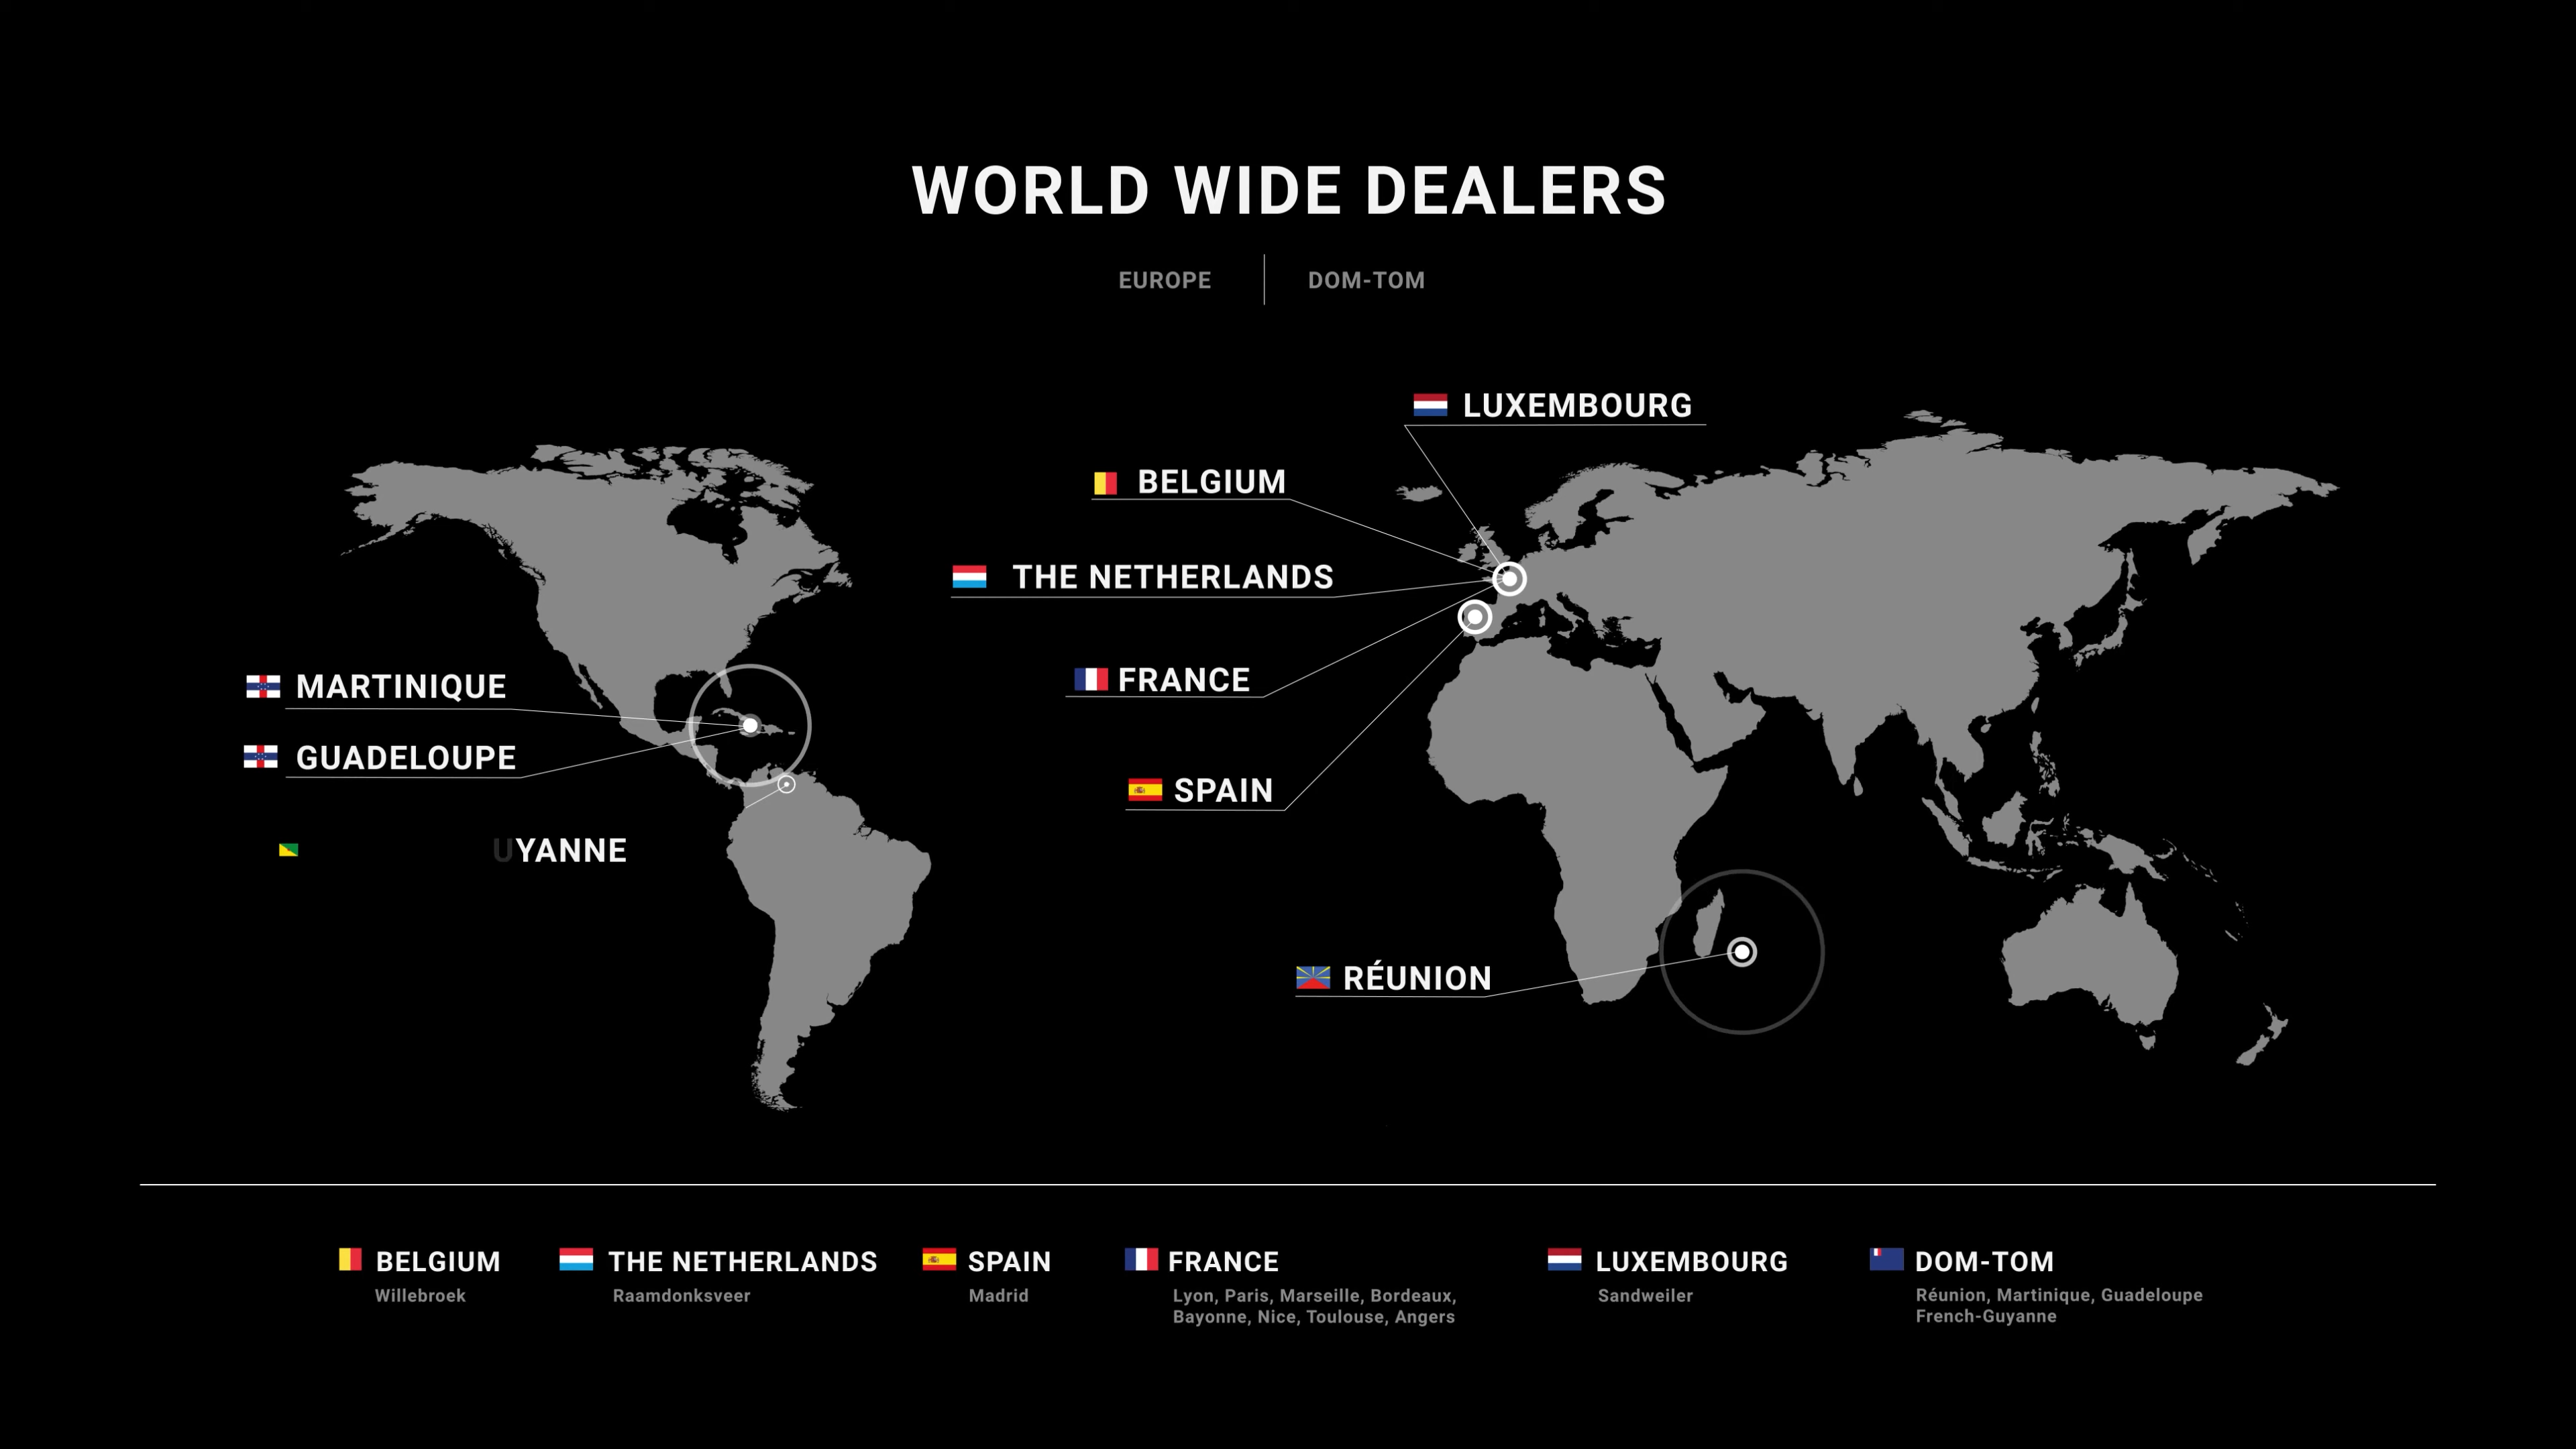 WORLD WIDE DEALERS
EUROPE
DOM-TOM
LUXEMBOURG
BELGIUM
THE NETHERLANDS
FRANCE
SPAIN
MARTINIQUE
GUADELOUPE
UYANNE
RÉUNION
BELGIUM
Willebroek
THE NETHERLANDS
Raamdonksveer
SPAIN
Madrid
FRANCE
Lyon, Paris, Marseille, Bordeaux,
Bayonne, Nice, Toulouse, Angers
LUXEMBOURG
Sandweiler
DOM-TOM
Réunion, Martinique, Guadeloupe
French-Guyanne